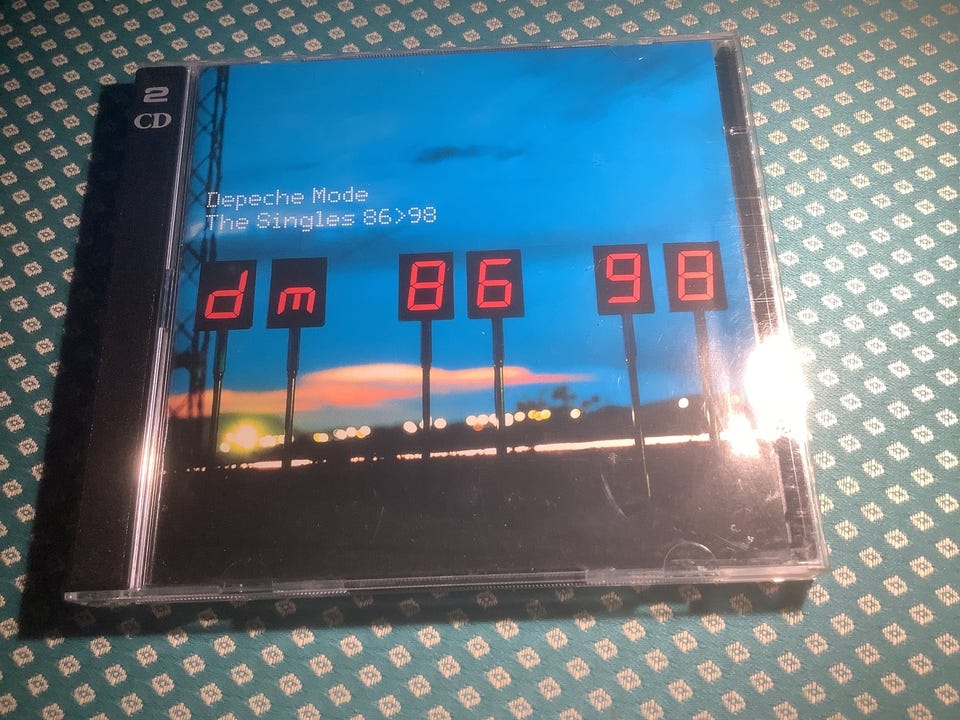 2
CD
Depeche Mode
The Singles 86>98
dm 86 98